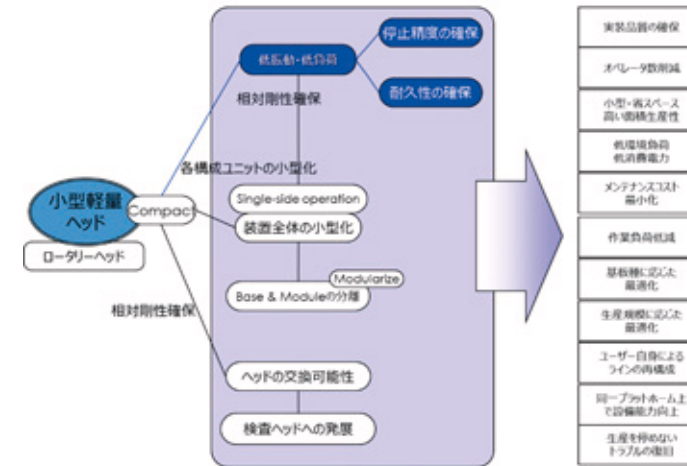 停止精度の確保
低振動・低負荷
耐久性の確保
相対剛性確保
各構成ユニットの小型化
小型軽量
ヘッド
Compact
ロータリーヘッド
Single-side operation
装置全体の小型化
Modularize
Base & Moduleの分離
相対剛性確保
ヘッドの交換可能性
検査ヘッドへの発展
実装品質の確保
オペレータ数削減
小型・省スペース
高い面積生産性
低環境負荷
低消費電力
メンテナンスコスト
最小化
作業負荷低減
基板種に応じた
最適化
生産規模に応じた
最適化
ユーザー自身による
ラインの再構成
同一プラットホーム上
で設備能力向上
生産を停めない
トラブルの復旧